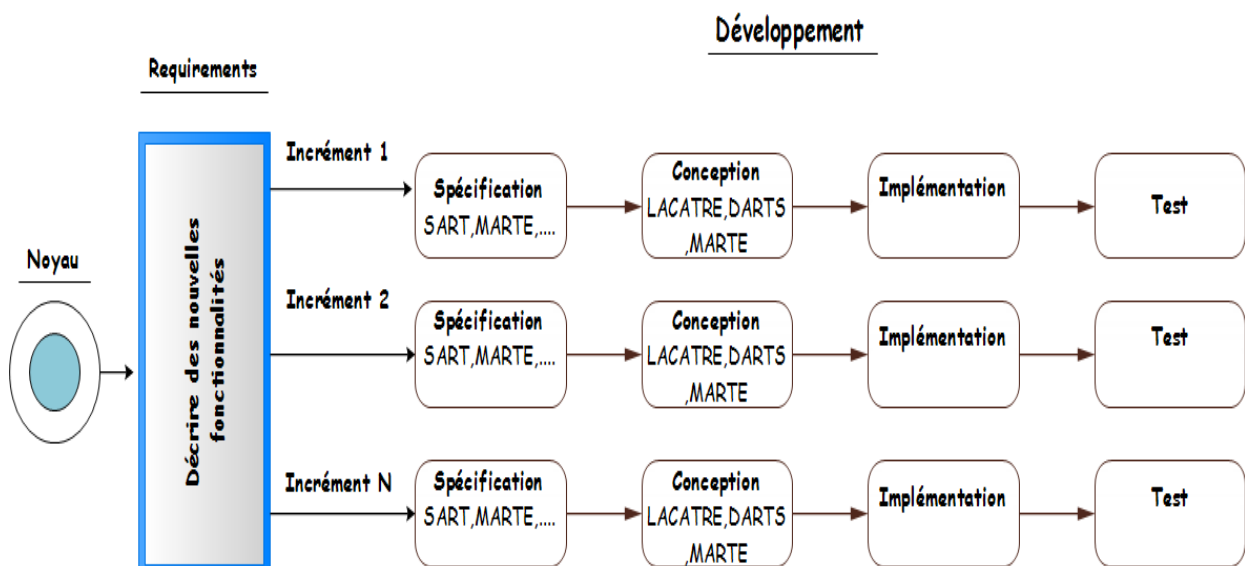 Développement
Requirements
Noyau
Décrire des nouvelles
fonctionnalités
Incrément 1
Spécification
SART,MARTE,....
Conception
LACATRE,DARTS
,MARTE
Implémentation
Test
Incrément 2
Spécification
SART,MARTE,....
Conception
LACATRE,DARTS
,MARTE
Implémentation
Test
Incrément N
Spécification
SART,MARTE,....
Conception
LACATRE,DARTS
,MARTE
Implémentation
Test